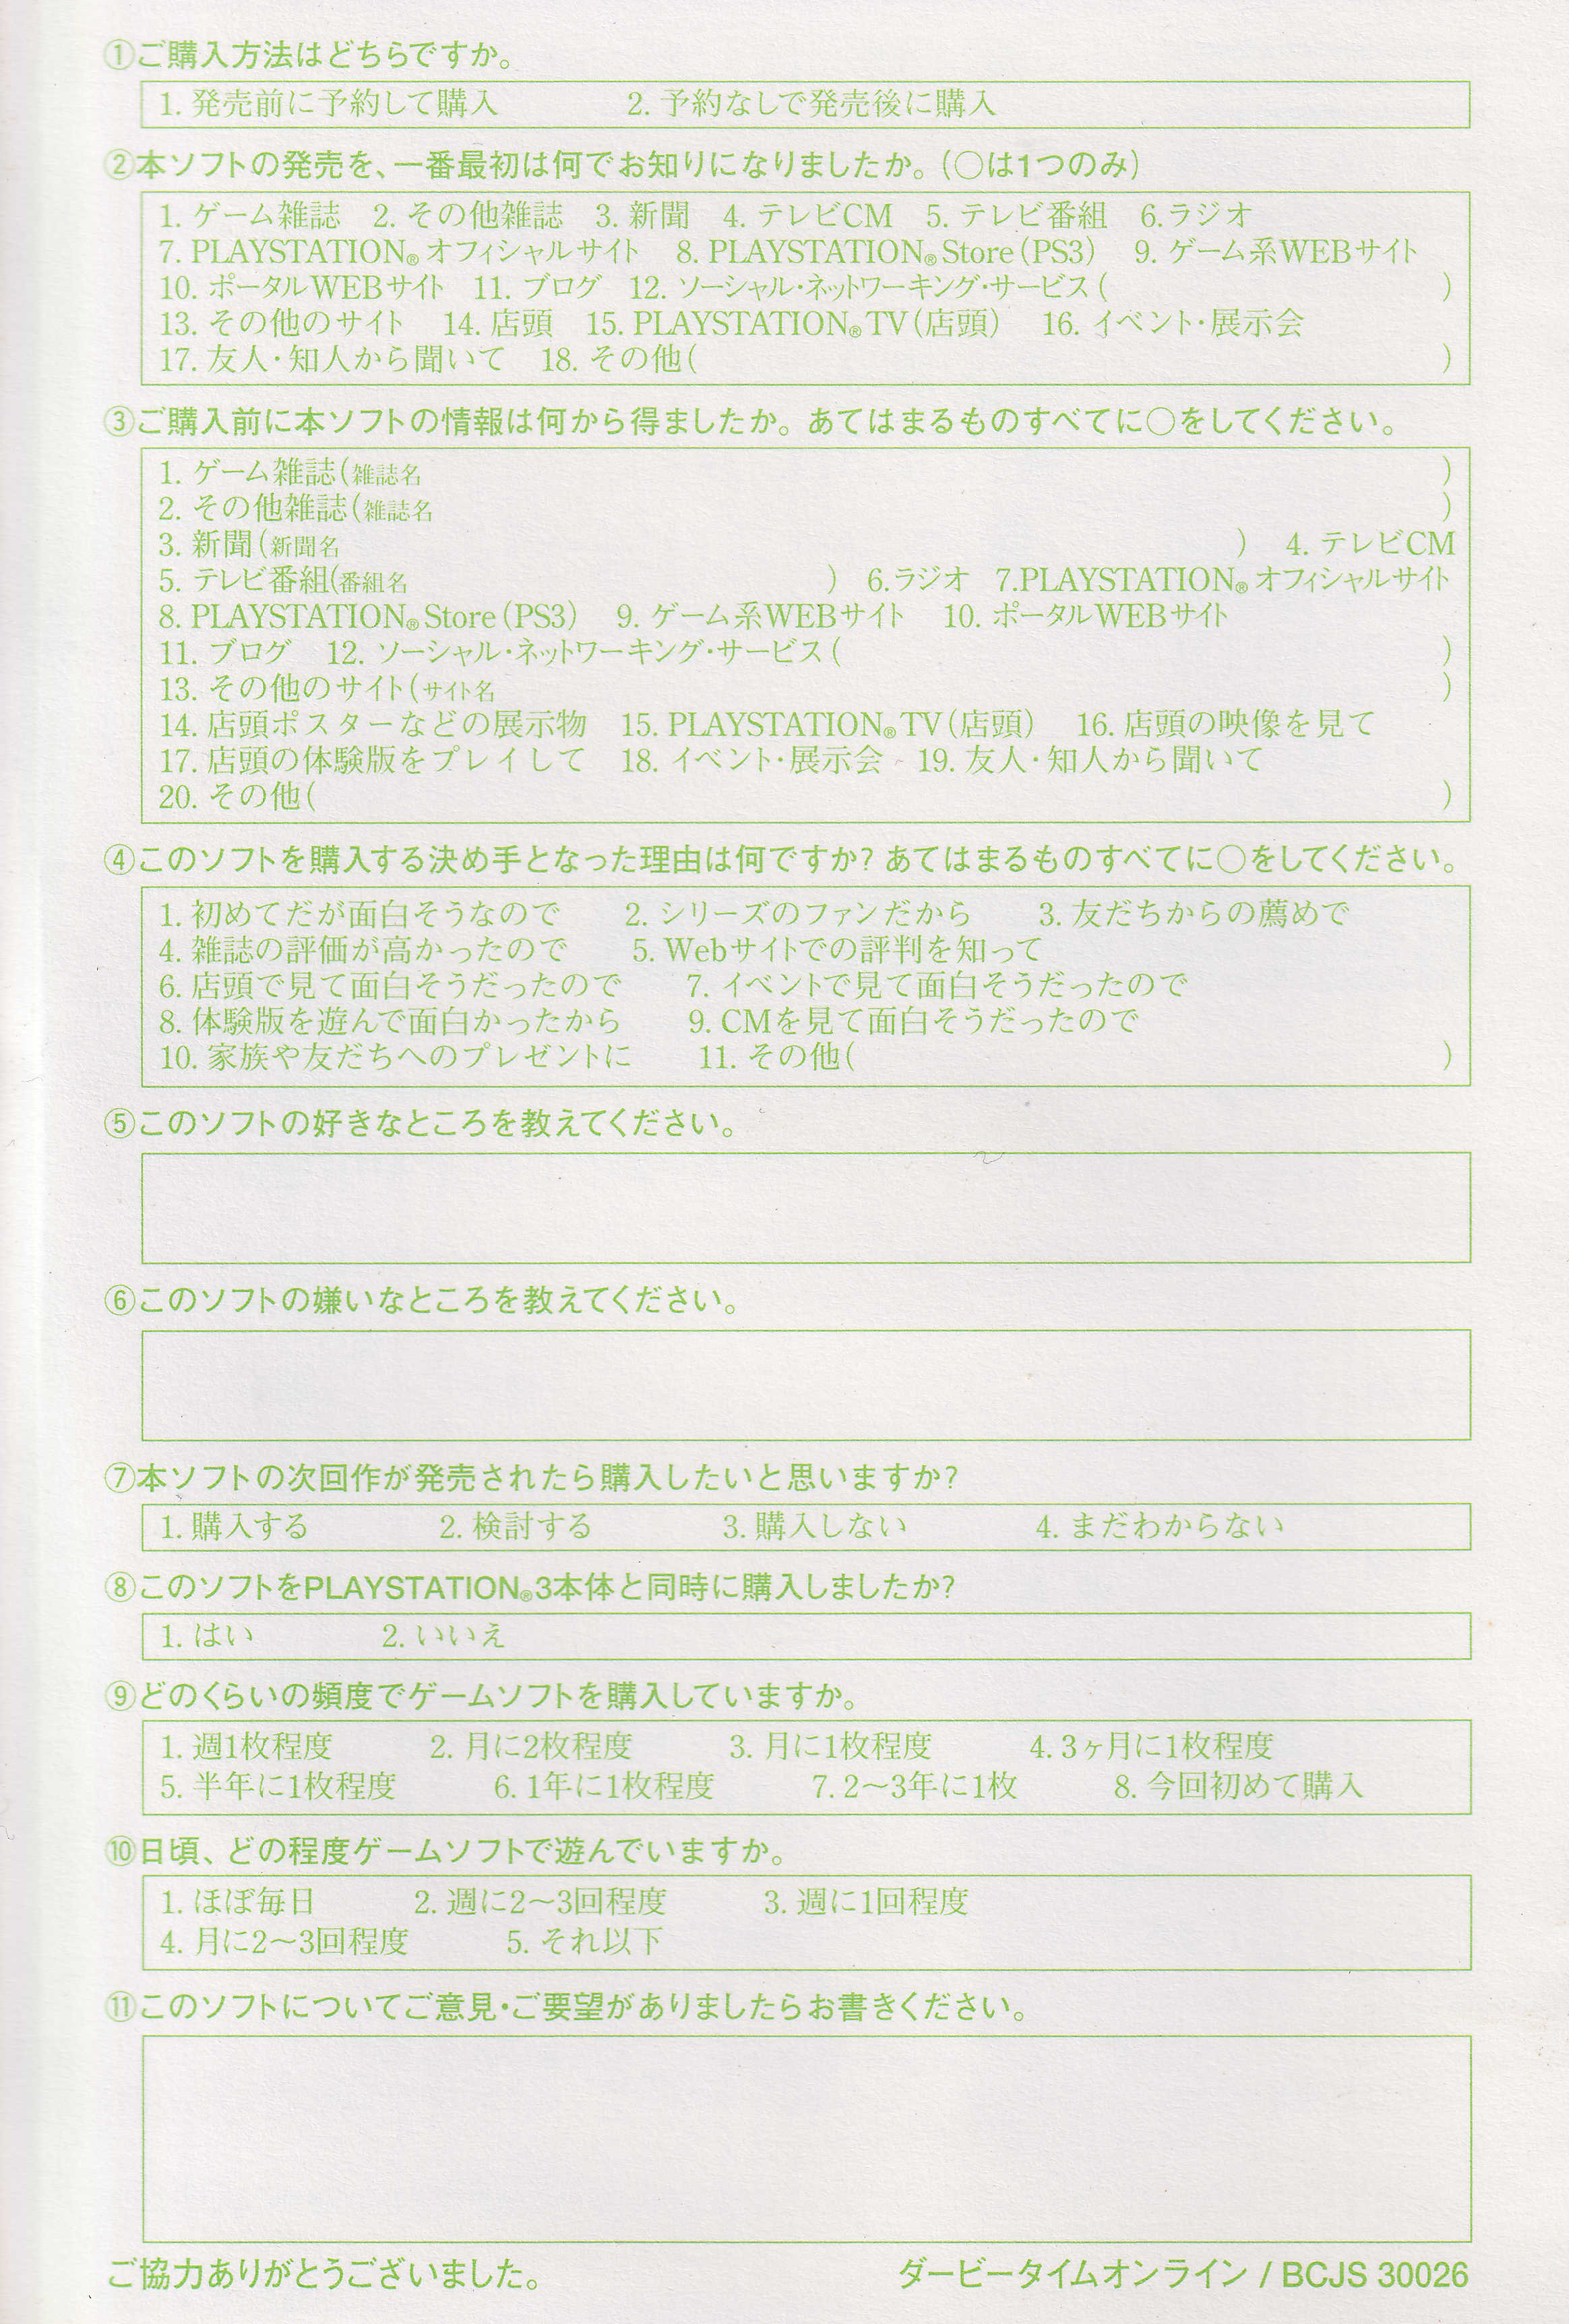 ①ご購入方法はどちらですか。
1. 発売前に予約して購入　2. 予約なしで発売後に購入
②本ソフトの発売を、一番最初は何でお知りになりましたか。（○は1つのみ）
1. ゲーム雑誌　2. その他雑誌　3. 新聞　4. テレビCM　5. テレビ番組　6.ラジオ
7. PLAYSTATION®オフィシャルサイト　8. PLAYSTATION®Store（PS3）　9. ゲーム系WEBサイト
10. ポータルWEBサイト　11. ブログ　12. ソーシャル・ネットワーキング・サービス（　）
13. その他のサイト　14. 店頭　15. PLAYSTATION®TV（店頭）　16. イベント・展示会
17. 友人・知人から聞いて　18. その他（　）
③ご購入前に本ソフトの情報は何から得ましたか。あてはまるものすべてに○をしてください。
1. ゲーム雑誌（雑誌名　）
2. その他雑誌（雑誌名　）
3. 新聞（新聞名　）　4. テレビCM
5. テレビ番組（番組名　）　6.ラジオ　7.PLAYSTATION®オフィシャルサイト
8. PLAYSTATION®Store（PS3）　9. ゲーム系WEBサイト　10. ポータルWEBサイト
11. ブログ　12. ソーシャル・ネットワーキング・サービス（　）
13. その他のサイト（サイト名　）
14. 店頭ポスターなどの展示物　15. PLAYSTATION®TV（店頭）　16. 店頭の映像を見て
17. 店頭の体験版をプレイして　18. イベント・展示会　19. 友人・知人から聞いて
20. その他（　）
④このソフトを購入する決め手となった理由は何ですか? あてはまるものすべてに○をしてください。
1. 初めてだが面白そうなので　2. シリーズのファンだから　3. 友だちからの薦めで
4. 雑誌の評価が高かったので　5. Webサイトでの評判を知って
6. 店頭で見て面白そうだったので　7. イベントで見て面白そうだったので
8. 体験版を遊んで面白かったから　9. CMを見て面白そうだったので
10. 家族や友だちへのプレゼントに　11. その他（　）
⑤このソフトの好きなところを教えてください。
⑥このソフトの嫌いなところを教えてください。
⑦本ソフトの次回作が発売されたら購入したいと思いますか?
1. 購入する　2. 検討する　3. 購入しない　4. まだわからない
⑧このソフトをPLAYSTATION®3本体と同時に購入しましたか?
1. はい　2. いいえ
⑨どのくらいの頻度でゲームソフトを購入していますか。
1. 週1枚程度　2. 月に2枚程度　3. 月に1枚程度　4. 3ヶ月に1枚程度
5. 半年に1枚程度　6. 1年に1枚程度　7. 2〜3年に1枚　8. 今回初めて購入
⑩日頃、どの程度ゲームソフトで遊んでいますか。
1. ほぼ毎日　2. 週に2〜3回程度　3. 週に1回程度
4. 月に2〜3回程度　5. それ以下
⑪このソフトについてご意見・ご要望がありましたらお書きください。
ご協力ありがとうございました。　ダービータイムオンライン / BCJS 30026